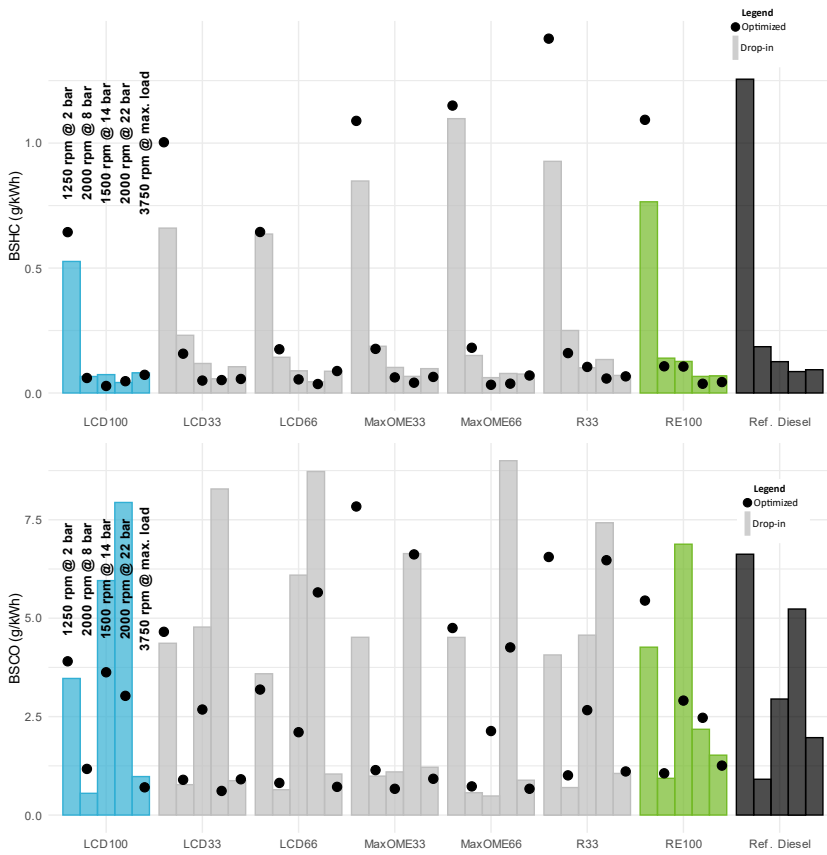 Legend
Optimized
Drop-in
1250 rpm @ 2 bar
2000 rpm @ 8 bar
1500 rpm @ 14 bar
2000 rpm @ 22 bar
3750 rpm @ max. load
BSHC (g/kWh)
1.0
0.5
0.0
LCD100 LCD33 LCD66 MaxOME33 MaxOME66 R33 RE100 Ref. Diesel
Legend
Optimized
Drop-in
1250 rpm @ 2 bar
2000 rpm @ 8 bar
1500 rpm @ 14 bar
2000 rpm @ 22 bar
3750 rpm @ max. load
BSCO (g/kWh)
7.5
5.0
2.5
0.0
LCD100 LCD33 LCD66 MaxOME33 MaxOME66 R33 RE100 Ref. Diesel